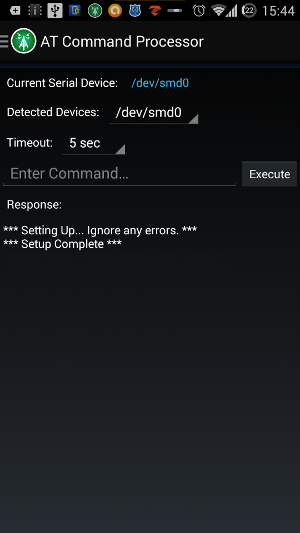 22 15:44
AT Command Processor
Current Serial Device: /dev/smd0
Detected Devices: /dev/smd0
Timeout: 5 sec
Enter Command... Execute
Response:
*** Setting Up... Ignore any errors. ***
*** Setup Complete ***